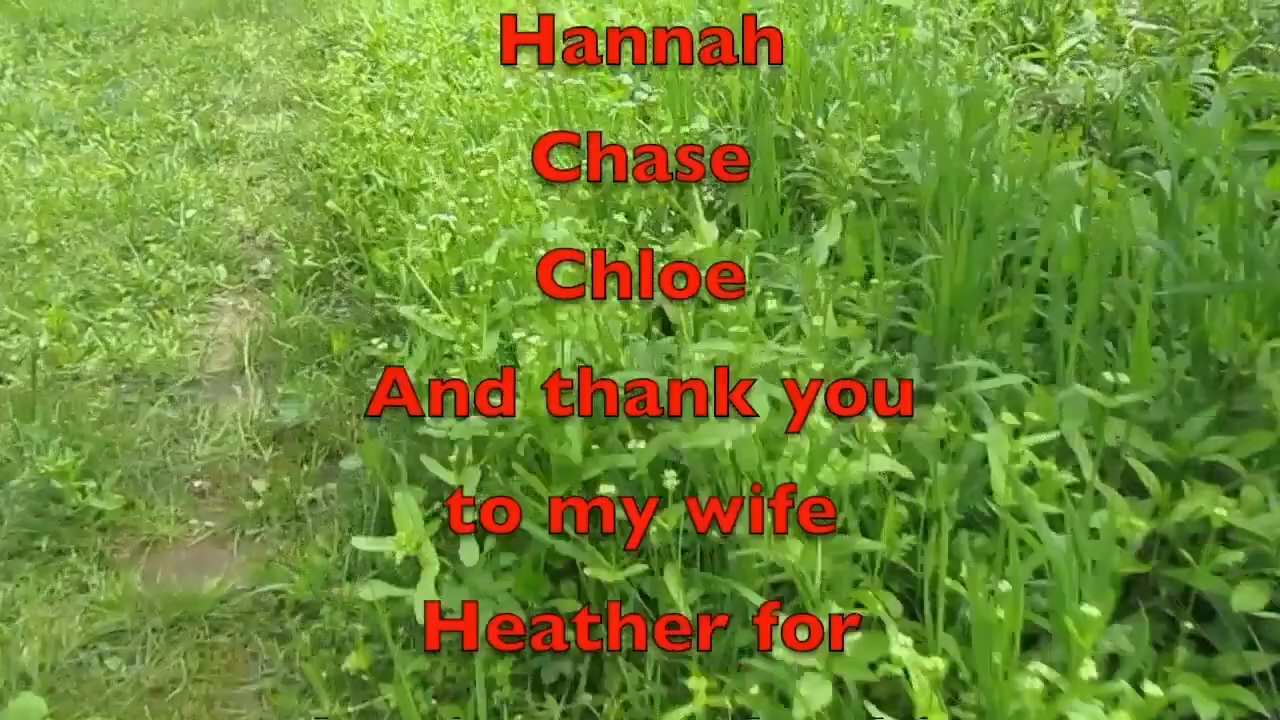 Hannah
Chase
Chloe
And thank you
to my wife
Heather for